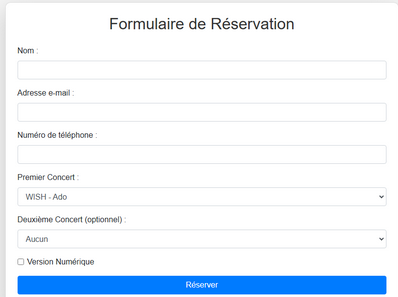 Formulaire de Réservation
Nom :
Adresse e-mail :
Numéro de téléphone :
Premier Concert :
WISH - Ado
Deuxième Concert (optionnel) :
Aucun
Version Numérique
Réserver